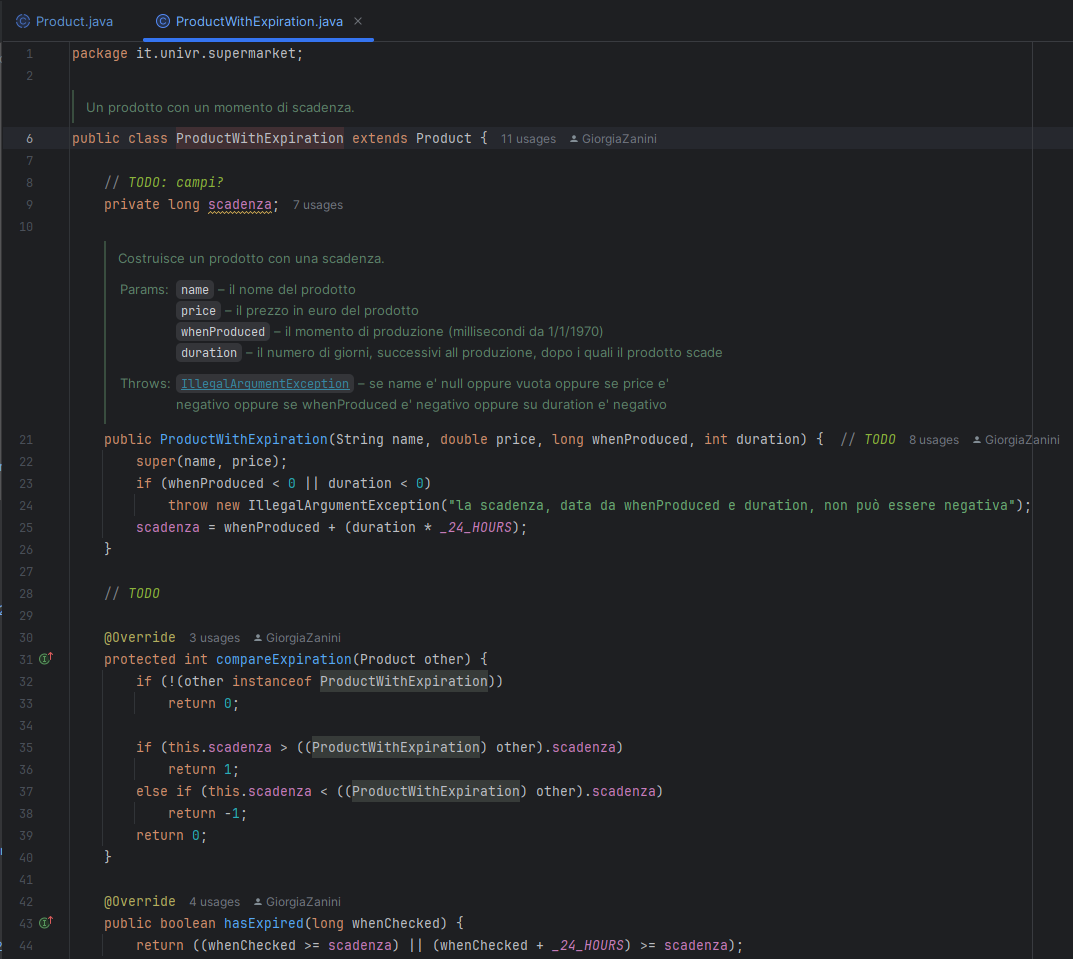 Product.java ProductWithExpiration.java
1 package it.univr.supermarket;
2
Un prodotto con un momento di scadenza.
6 public class ProductWithExpiration extends Product { 11 usages GiorgiaZanini
7
8 // TODO: campi?
9 private long scadenza; 7 usages
10
Costruisce un prodotto con una scadenza.
Params: name – il nome del prodotto
price – il prezzo in euro del prodotto
whenProduced – il momento di produzione (millisecondi da 1/1/1970)
duration – il numero di giorni, successivi all produzione, dopo i quali il prodotto scade
Throws: IllegalArgumentException – se name e' null oppure vuota oppure se price e'
negativo oppure se whenProduced e' negativo oppure su duration e' negativo
21 public ProductWithExpiration(String name, double price, long whenProduced, int duration) { // TODO 8 usages GiorgiaZanini
22 super(name, price);
23 if (whenProduced < 0 || duration < 0)
24 throw new IllegalArgumentException("la scadenza, data da whenProduced e duration, non può essere negativa");
25 scadenza = whenProduced + (duration * _24_HOURS);
26 }
27
28 // TODO
29
30 @Override 3 usages GiorgiaZanini
31 protected int compareExpiration(Product other) {
32 if (!(other instanceof ProductWithExpiration))
33 return 0;
34
35 if (this.scadenza > ((ProductWithExpiration) other).scadenza)
36 return 1;
37 else if (this.scadenza < ((ProductWithExpiration) other).scadenza)
38 return -1;
39 return 0;
40 }
41
42 @Override 4 usages GiorgiaZanini
43 public boolean hasExpired(long whenChecked) {
44 return ((whenChecked >= scadenza) || (whenChecked + _24_HOURS) >= scadenza);